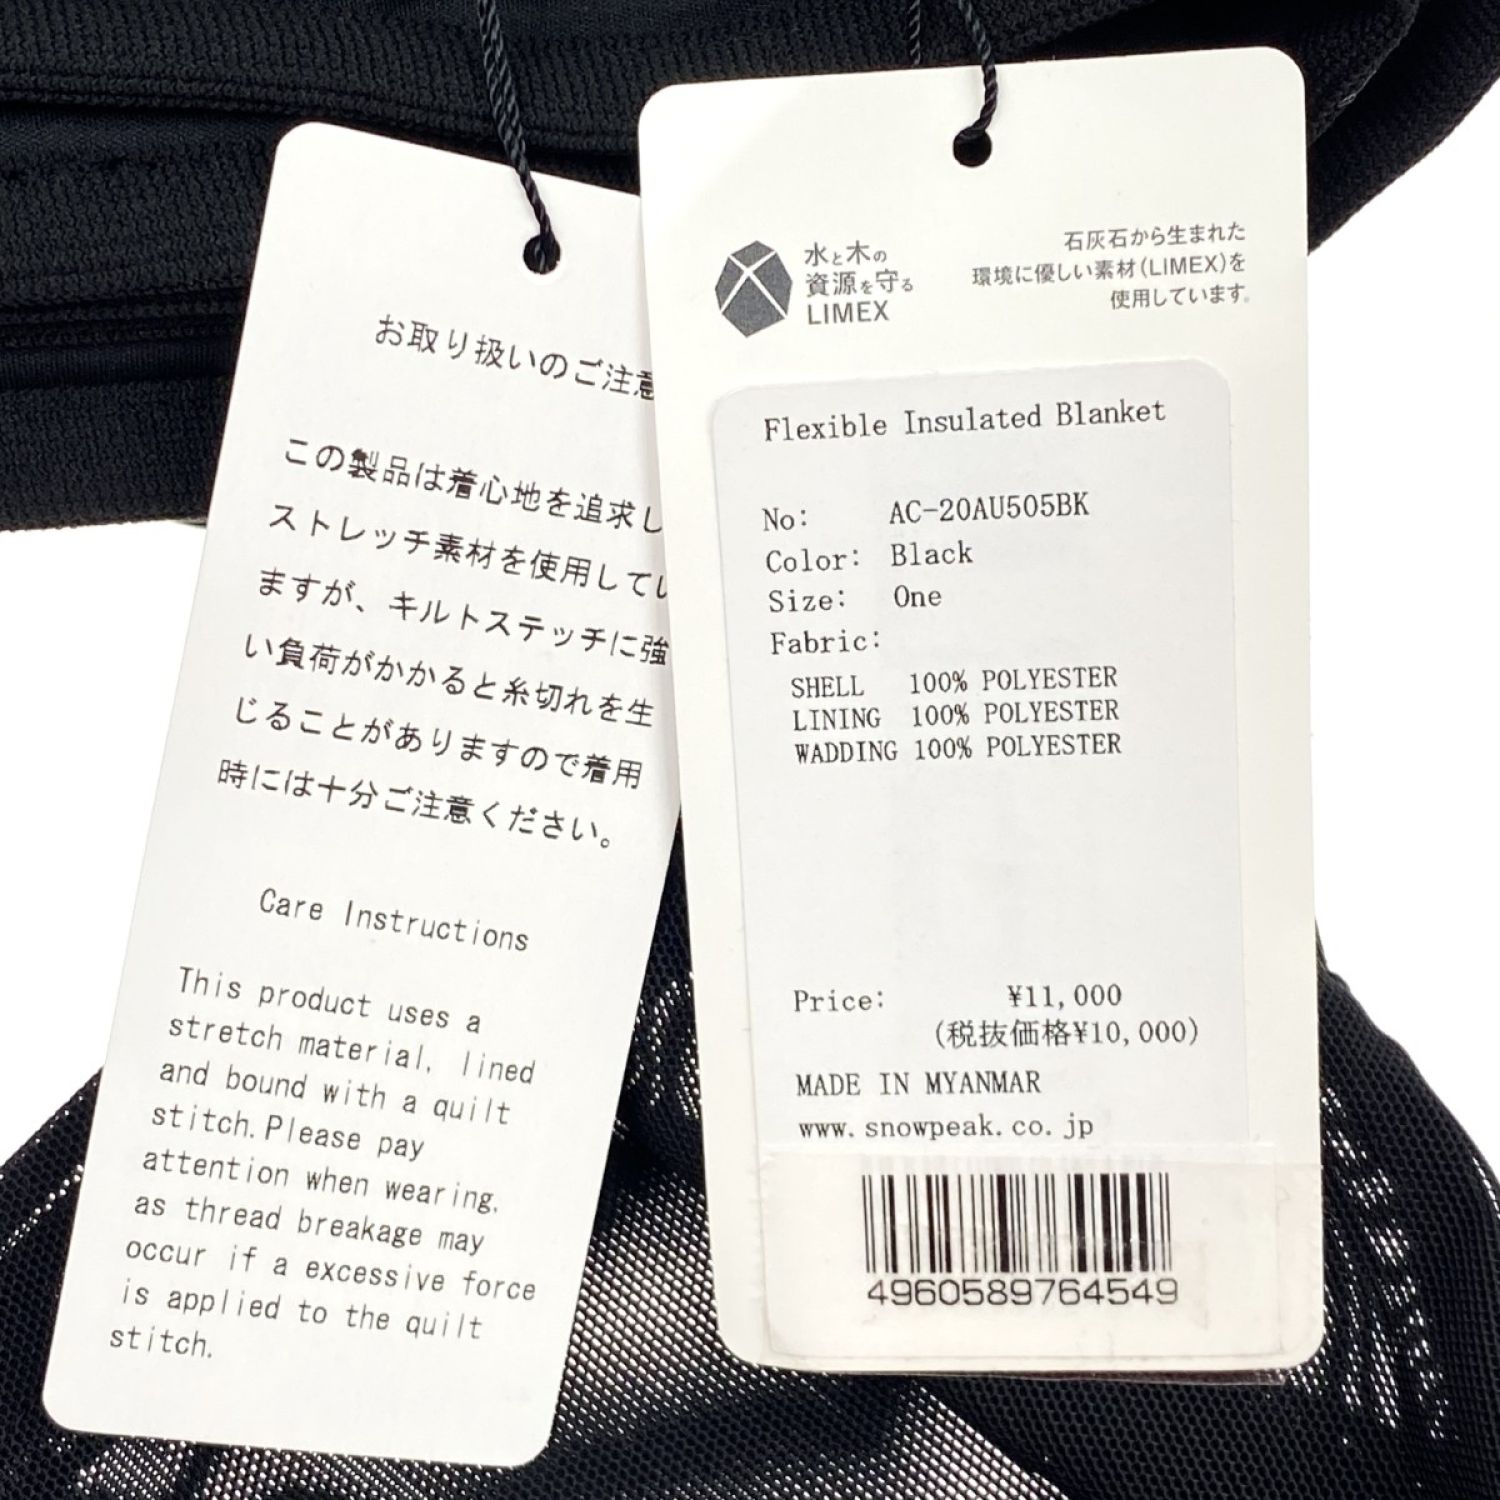 お取り扱いのご注意
この製品は着心地を追求し
ストレッチ素材を使用してい
ますが、キルトステッチに強
い負荷がかかると糸切れを生
じることがありますので着用
時には十分ご注意ください。
Care Instructions
This product uses a
stretch material, lined
and bound with a quilt
stitch.Please pay
attention when wearing,
as thread breakage may
occur if a excessive force
is applied to the quilt
stitch.
水と木の
資源を守る
LIMEX
石灰石から生まれた
環境に優しい素材(LIMEX)を
使用しています。
Flexible Insulated Blanket
No: AC-20AU505BK
Color: Black
Size: One
Fabric:
SHELL 100% POLYESTER
LINING 100% POLYESTER
WADDING 100% POLYESTER
Price: ¥11,000
(税抜価格¥10,000)
MADE IN MYANMAR
www.snowpeak.co.jp
4960589764549